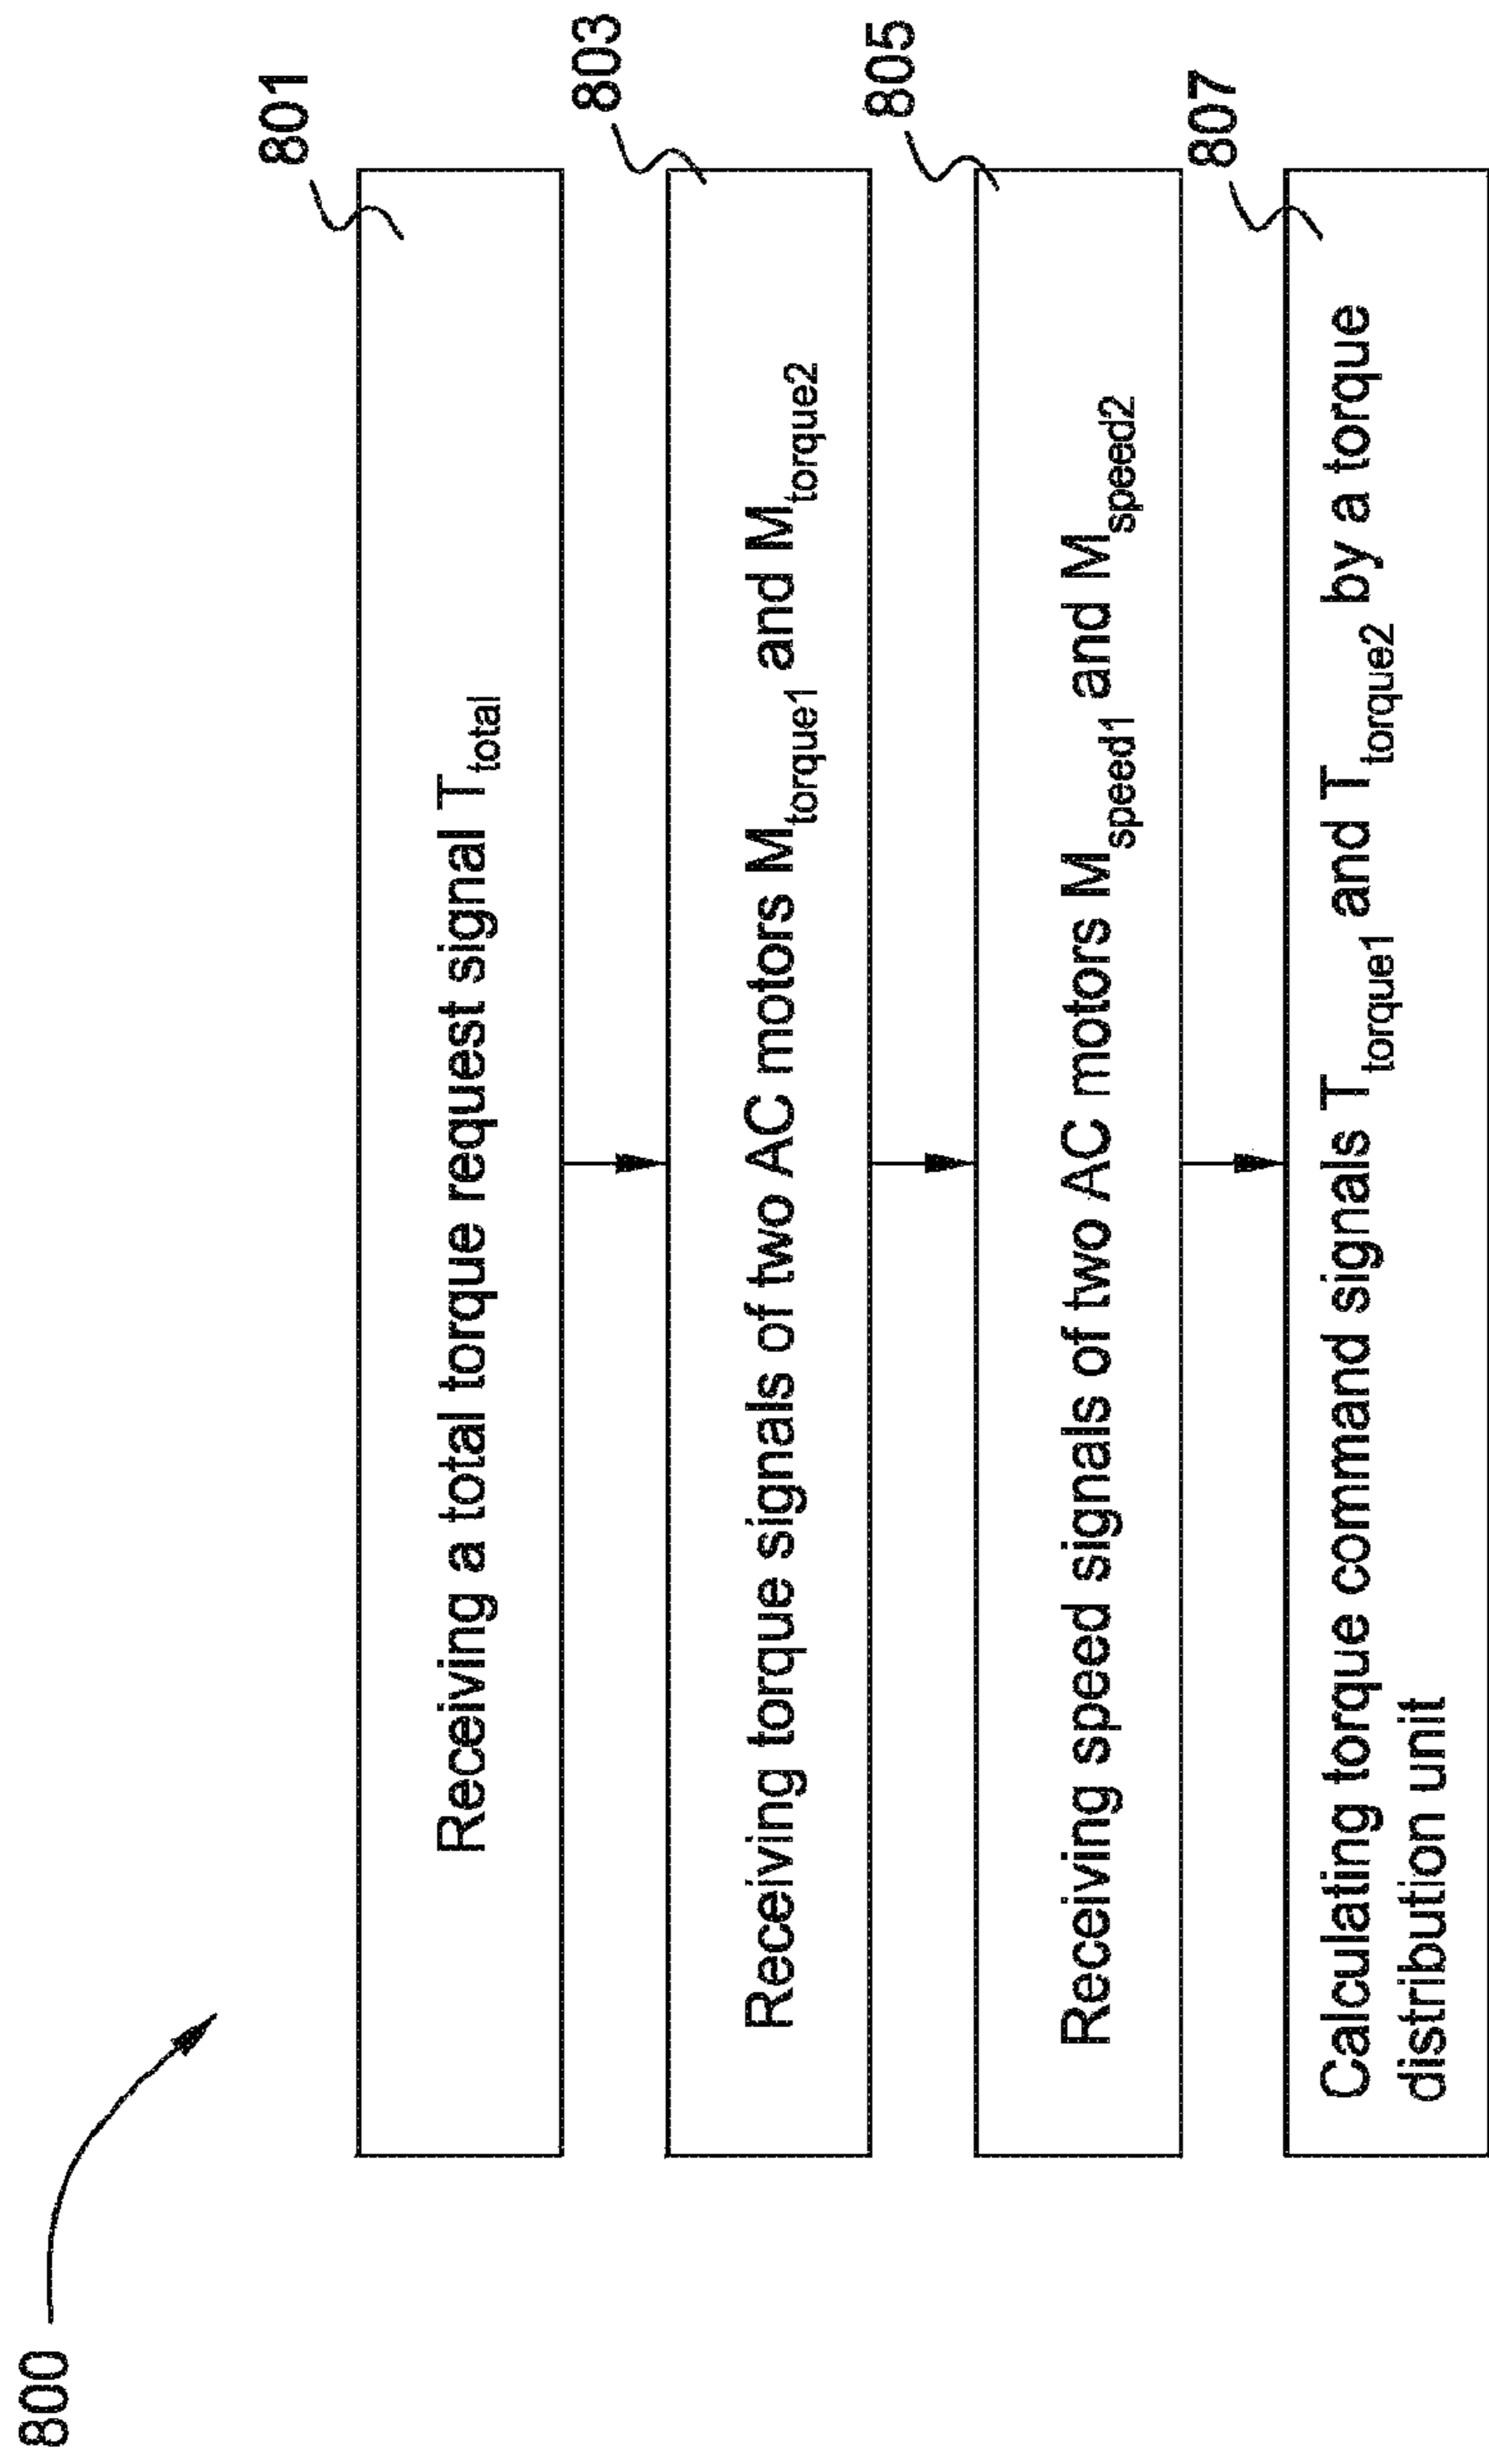 800
801
Receiving a total torque request signal T_total
803
Receiving torque signals of two AC motors M_torque1 and M_torque2
805
Receiving speed signals of two AC motors M_speed1 and M_speed2
807
Calculating torque command signals T_torque1 and T_torque2 by a torque
distribution unit